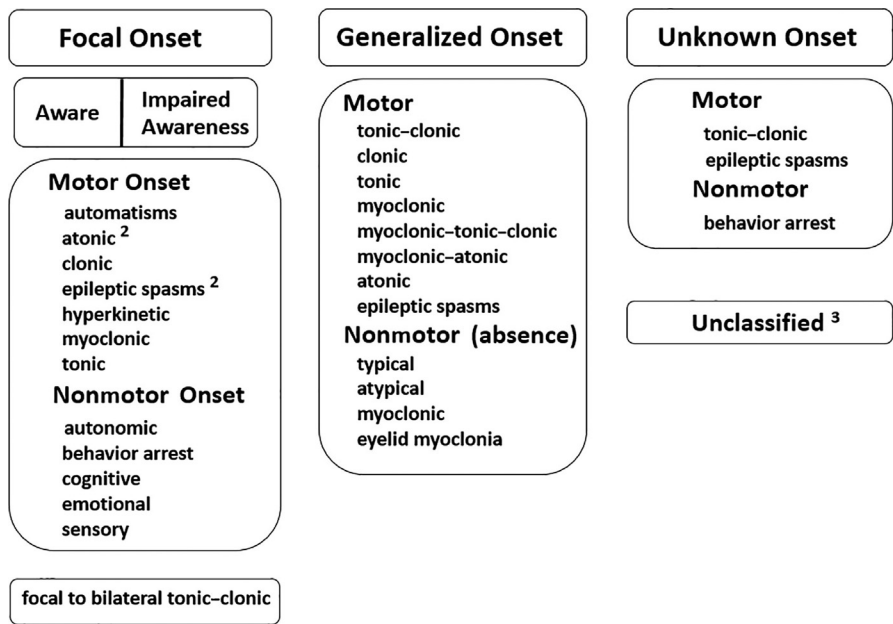 Focal Onset
Aware
Impaired
Awareness
Motor Onset
automatisms
atonic ²
clonic
epileptic spasms ²
hyperkinetic
myoclonic
tonic
Nonmotor Onset
autonomic
behavior arrest
cognitive
emotional
sensory
focal to bilateral tonic–clonic
Generalized Onset
Motor
tonic–clonic
clonic
tonic
myoclonic
myoclonic–tonic–clonic
myoclonic–atonic
atonic
epileptic spasms
Nonmotor (absence)
typical
atypical
myoclonic
eyelid myoclonia
Unknown Onset
Motor
tonic–clonic
epileptic spasms
Nonmotor
behavior arrest
Unclassified ³